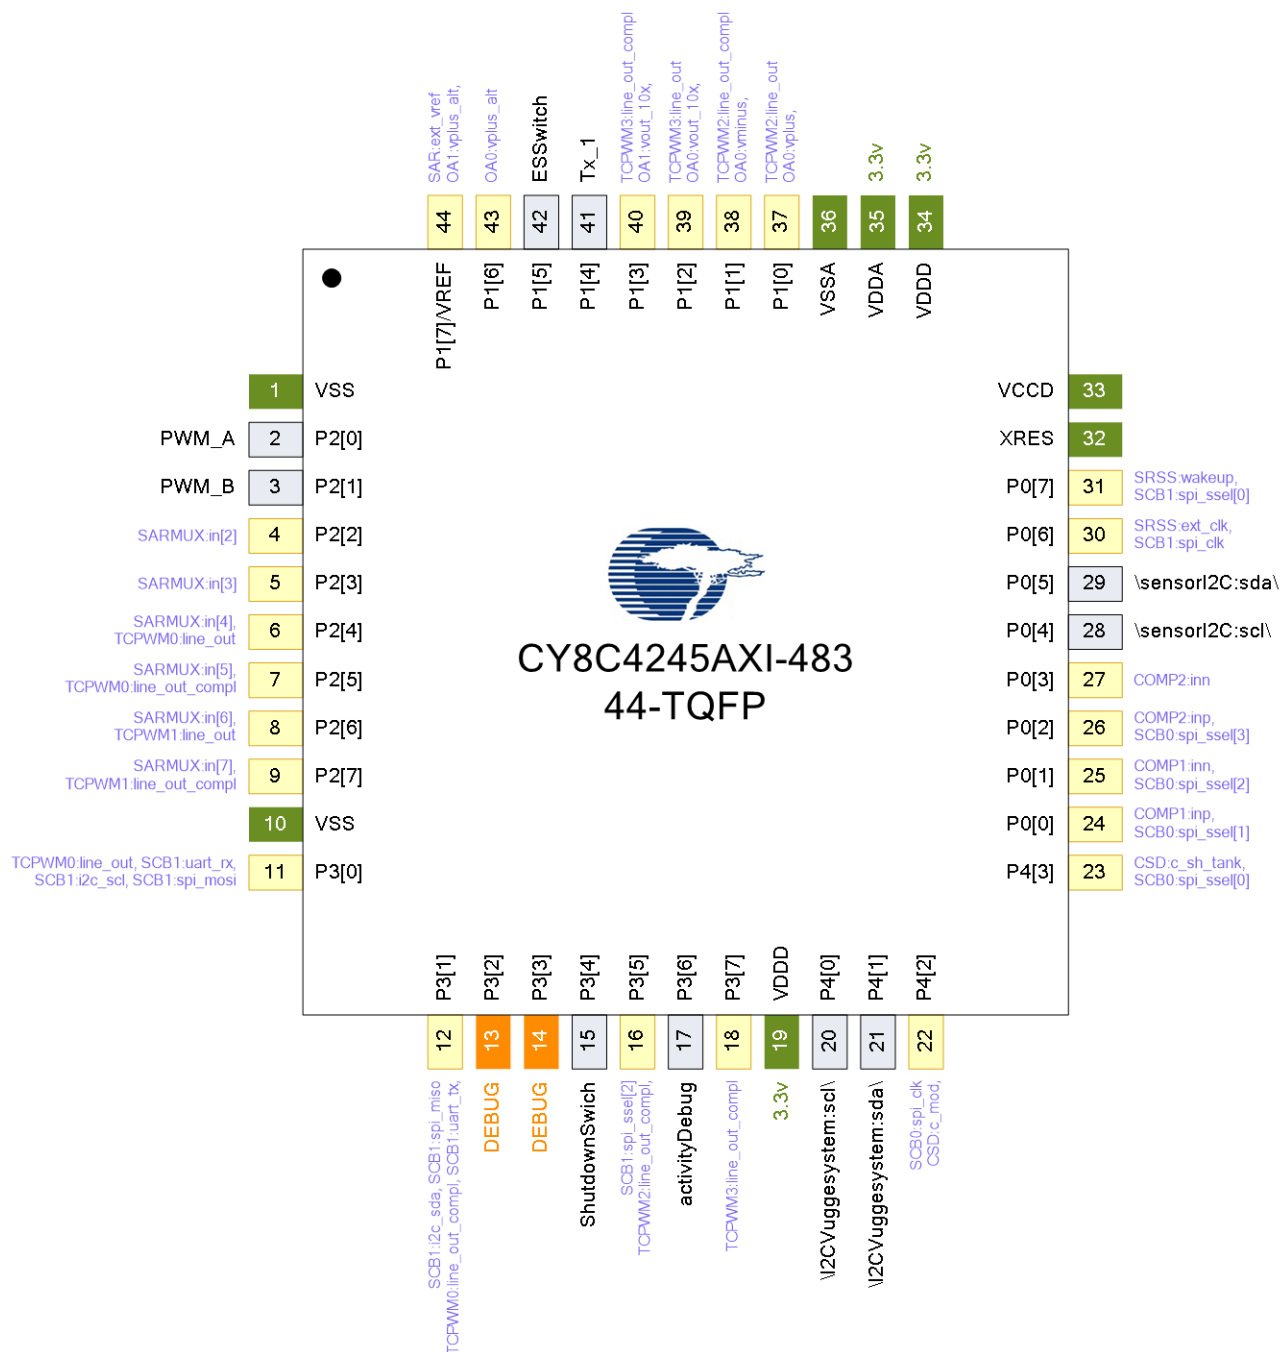 SAR:ext_vref
OA1:vplus_alt,
OA0:vplus_alt
ESSwitch
Tx_1
TCPWM3:line_out_compl
OA1:vout_10x,
TCPWM3:line_out
OA0:vout_10x,
TCPWM2:line_out_compl
OA0:vminus,
TCPWM2:line_out
OA0:vplus,
3.3v
3.3v
44
43
42
41
40
39
38
37
36
35
34
P1[7]/VREF
P1[6]
P1[5]
P1[4]
P1[3]
P1[2]
P1[1]
P1[0]
VSSA
VDDA
VDDD
1 VSS
PWM_A 2 P2[0]
PWM_B 3 P2[1]
SARMUX:in[2] 4 P2[2]
SARMUX:in[3] 5 P2[3]
SARMUX:in[4],
TCPWM0:line_out
6 P2[4]
SARMUX:in[5],
TCPWM0:line_out_compl
7 P2[5]
SARMUX:in[6],
TCPWM1:line_out
8 P2[6]
SARMUX:in[7],
TCPWM1:line_out_compl
9 P2[7]
10 VSS
TCPWM0:line_out, SCB1:uart_rx,
SCB1:i2c_scl, SCB1:spi_mosi
11 P3[0]
CY8C4245AXI-483
44-TQFP
VCCD 33
XRES 32
P0[7] 31
SRSS:wakeup,
SCB1:spi_ssel[0]
P0[6] 30
SRSS:ext_clk,
SCB1:spi_clk
P0[5] 29 \sensorI2C:sda\
P0[4] 28 \sensorI2C:scl\
P0[3] 27 COMP2:inn
P0[2] 26
COMP2:inp,
SCB0:spi_ssel[3]
P0[1] 25
COMP1:inn,
SCB0:spi_ssel[2]
P0[0] 24
COMP1:inp,
SCB0:spi_ssel[1]
P4[3] 23
CSD:c_sh_tank,
SCB0:spi_ssel[0]
P3[1]
P3[2]
P3[3]
P3[4]
P3[5]
P3[6]
P3[7]
VDDD
P4[0]
P4[1]
P4[2]
12
13
14
15
16
17
18
19
20
21
22
SCB1:i2c_sda, SCB1:spi_miso
TCPWM0:line_out_compl, SCB1:uart_tx,
DEBUG
DEBUG
ShutdownSwich
SCB1:spi_ssel[2]
TCPWM2:line_out_compl,
activityDebug
TCPWM3:line_out_compl
3.3v
\I2CVuggesystem:scl\
\I2CVuggesystem:sda\
SCB0:spi_clk
CSD:c_mod,